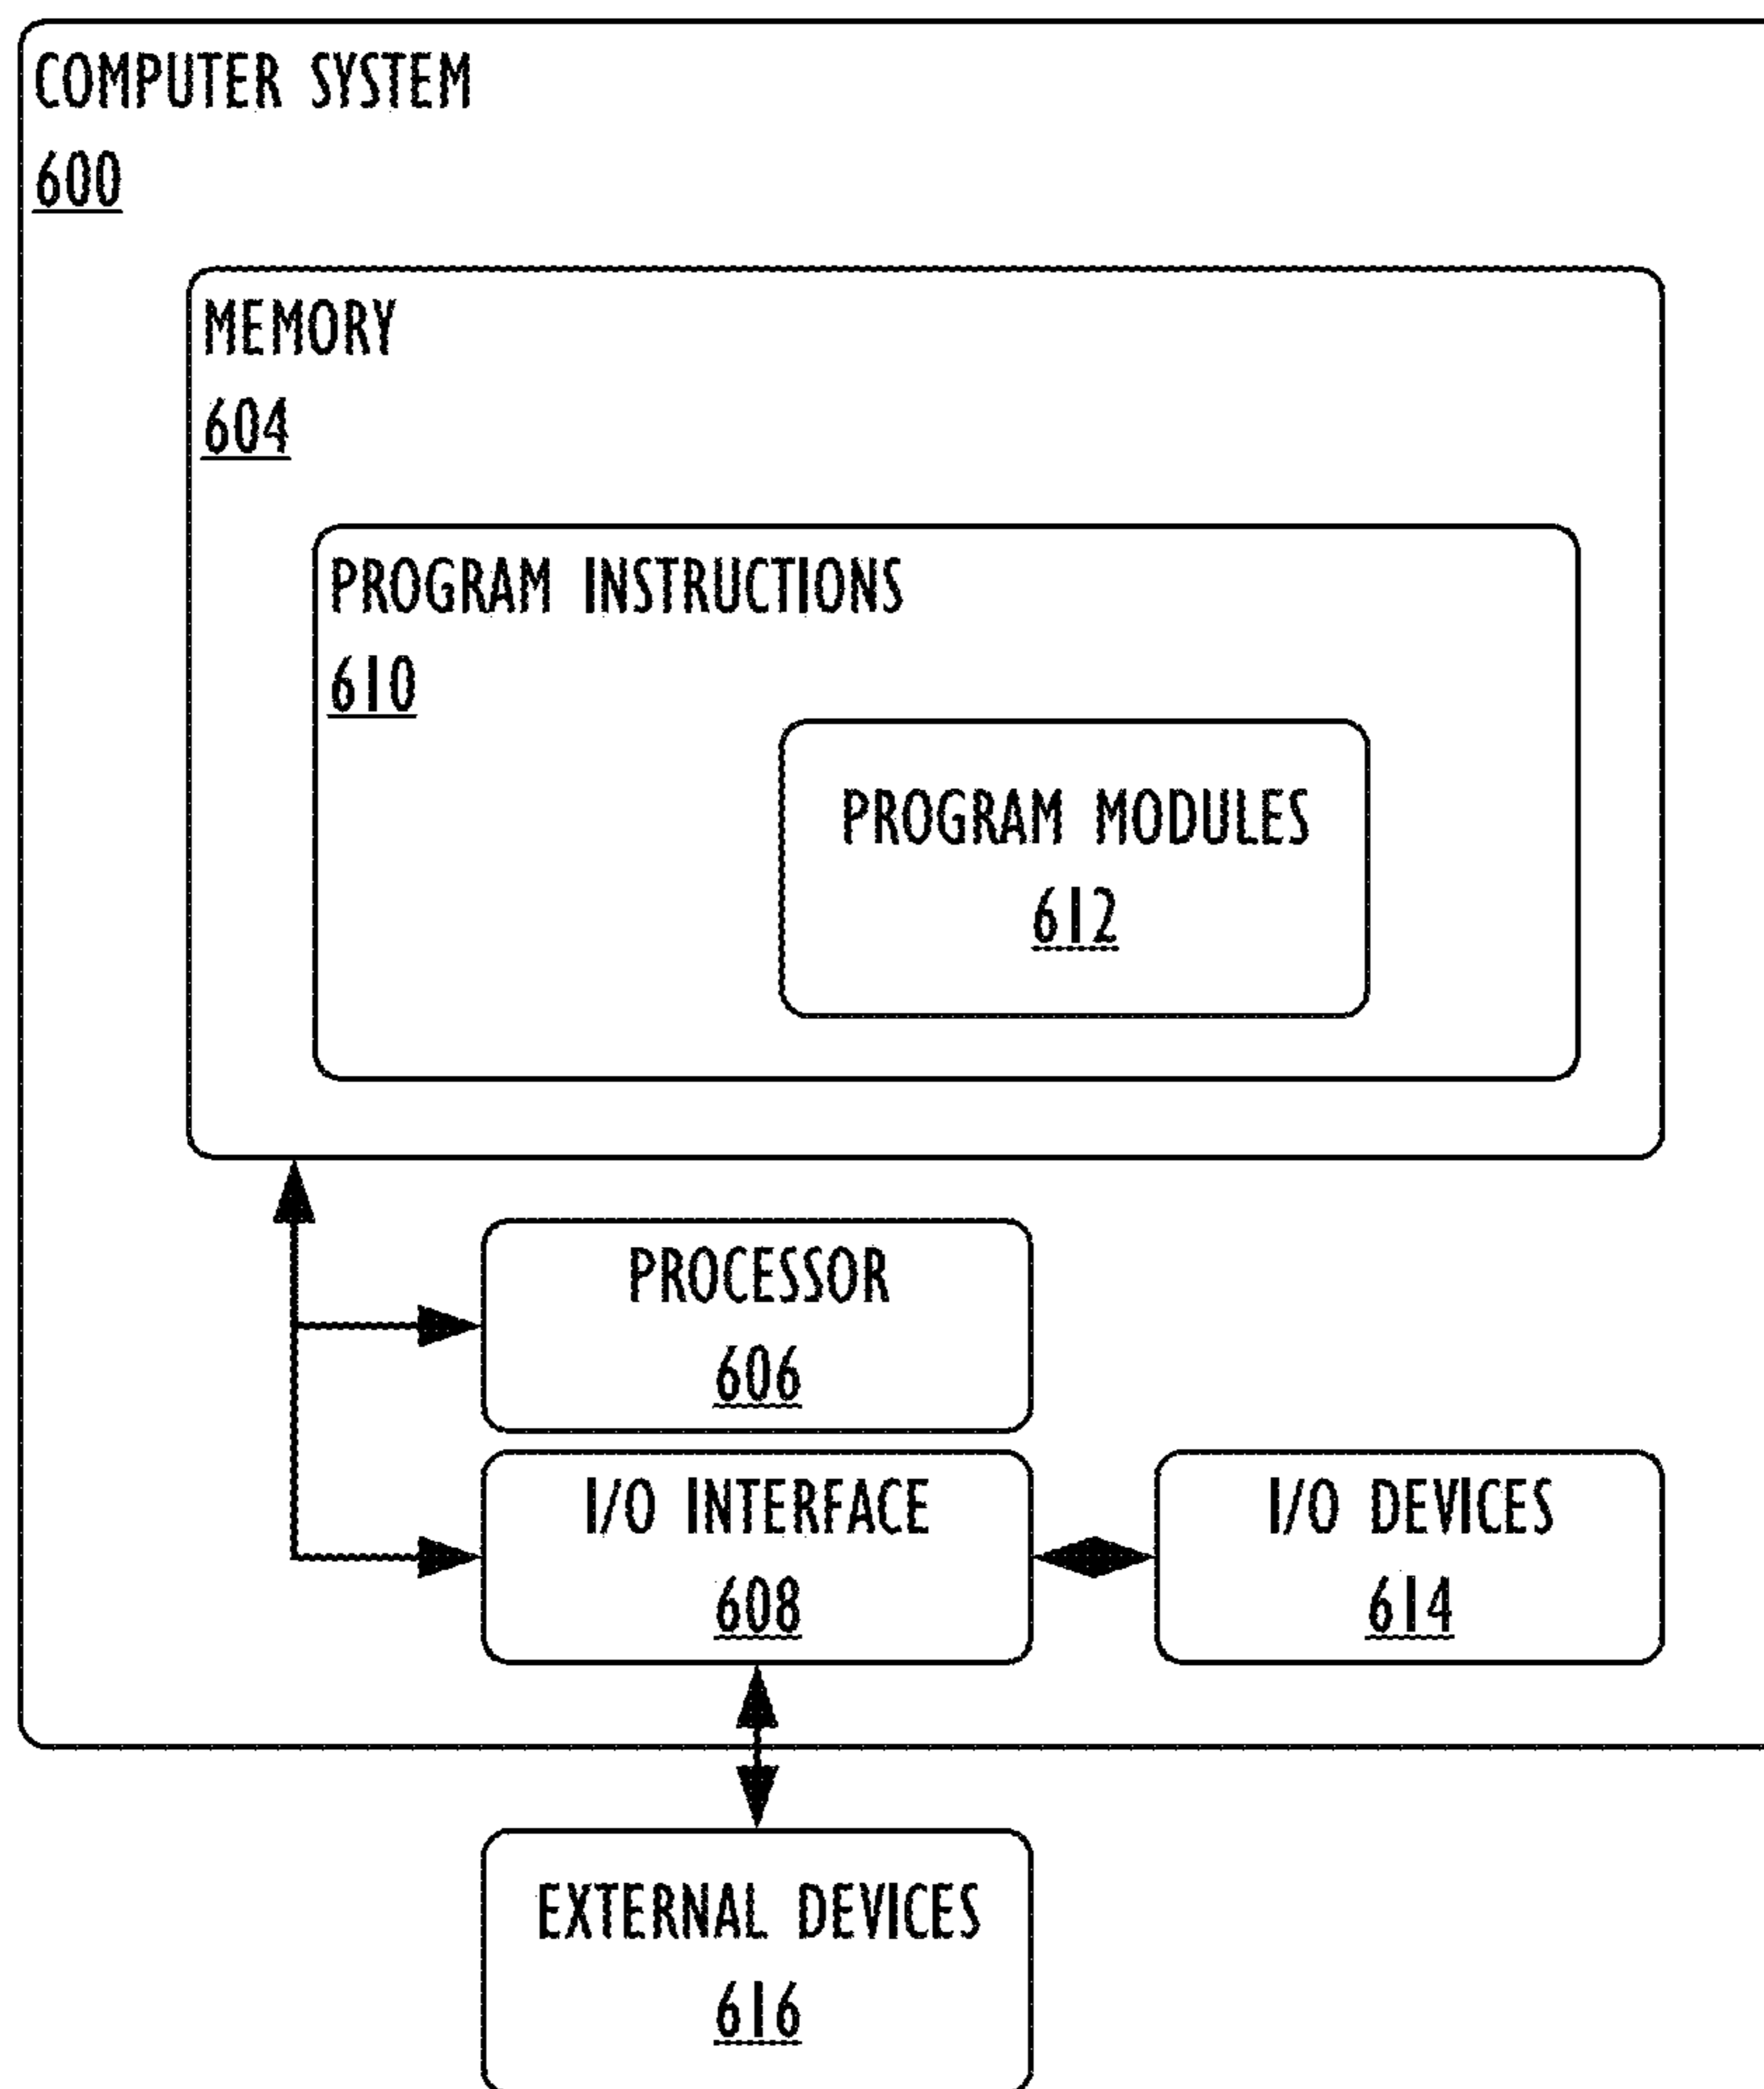 COMPUTER SYSTEM
600
MEMORY
604
PROGRAM INSTRUCTIONS
610
PROGRAM MODULES
612
PROCESSOR
606
I/O INTERFACE
608
I/O DEVICES
614
EXTERNAL DEVICES
616